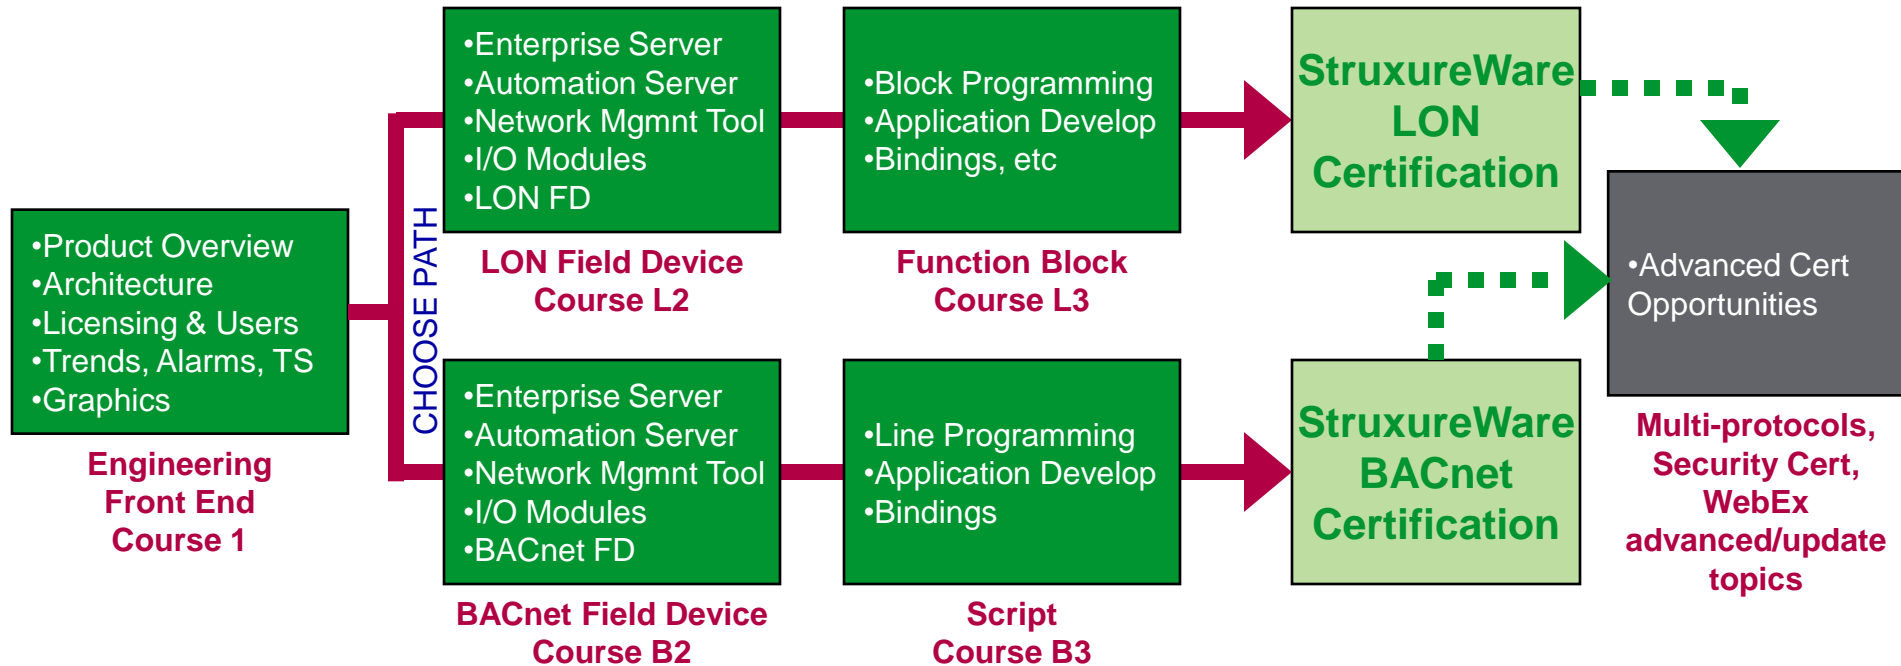 •Product Overview
•Architecture
•Licensing & Users
•Trends, Alarms, TS
•Graphics
Engineering
Front End
Course 1
CHOOSE PATH
•Enterprise Server
•Automation Server
•Network Mgmnt Tool
•I/O Modules
•LON FD
LON Field Device
Course L2
•Block Programming
•Application Develop
•Bindings, etc
Function Block
Course L3
StruxureWare
LON
Certification
•Enterprise Server
•Automation Server
•Network Mgmnt Tool
•I/O Modules
•BACnet FD
BACnet Field Device
Course B2
•Line Programming
•Application Develop
•Bindings
Script
Course B3
StruxureWare
BACnet
Certification
•Advanced Cert
Opportunities
Multi-protocols,
Security Cert,
WebEx
advanced/update
topics